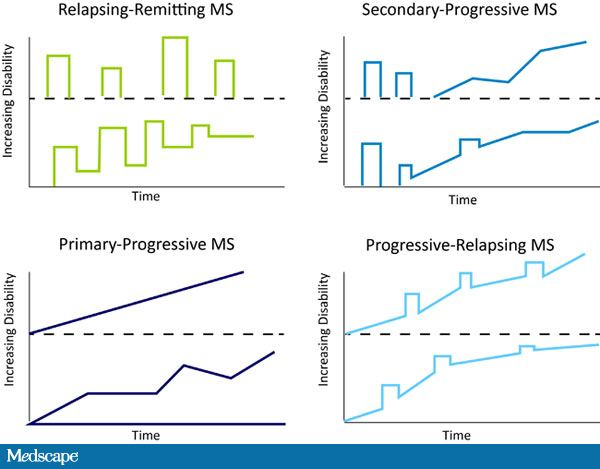 Relapsing-Remitting MS
Increasing Disability
Time
Secondary-Progressive MS
Increasing Disability
Time
Primary-Progressive MS
Increasing Disability
Time
Progressive-Relapsing MS
Increasing Disability
Time
Medscape